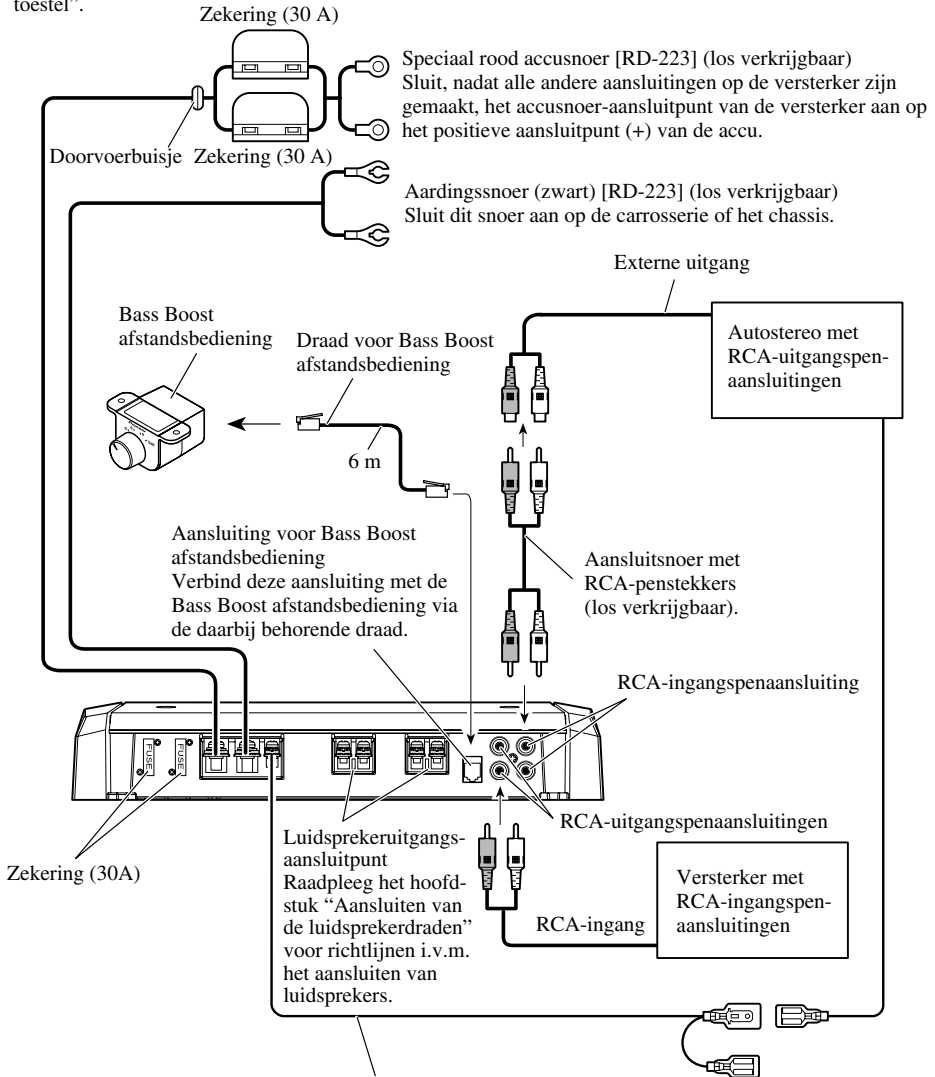 toestel”.
Zekering (30 A)
Speciaal rood accusnoer [RD-223] (los verkrijgbaar)
Sluit, nadat alle andere aansluitingen op de versterker zijn
gemaakt, het accusnoer-aansluitpunt van de versterker aan op
het positieve aansluitpunt (+) van de accu.
Doorvoerbuisje
Zekering (30 A)
Aardingssnoer (zwart) [RD-223] (los verkrijgbaar)
Sluit dit snoer aan op de carrosserie of het chassis.
Externe uitgang
Bass Boost
afstandsbediening
Draad voor Bass Boost
afstandsbediening
Autostereo met
RCA-uitgangspen-
aansluitingen
6 m
Aansluiting voor Bass Boost
afstandsbediening
Verbind deze aansluiting met de
Bass Boost afstandsbediening via
de daarbij behorende draad.
Aansluitsnoer met
RCA-penstekkers
(los verkrijgbaar).
RCA-ingangspenaansluiting
FUSE
FUSE
RCA-uitgangspenaansluitingen
Zekering (30A)
Luidsprekeruitgangs-
aansluitpunt
Raadpleeg het hoofd-
stuk “Aansluiten van
de luidsprekerdraden”
voor richtlijnen i.v.m.
het aansluiten van
luidsprekers.
RCA-ingang
Versterker met
RCA-ingangspen-
aansluitingen